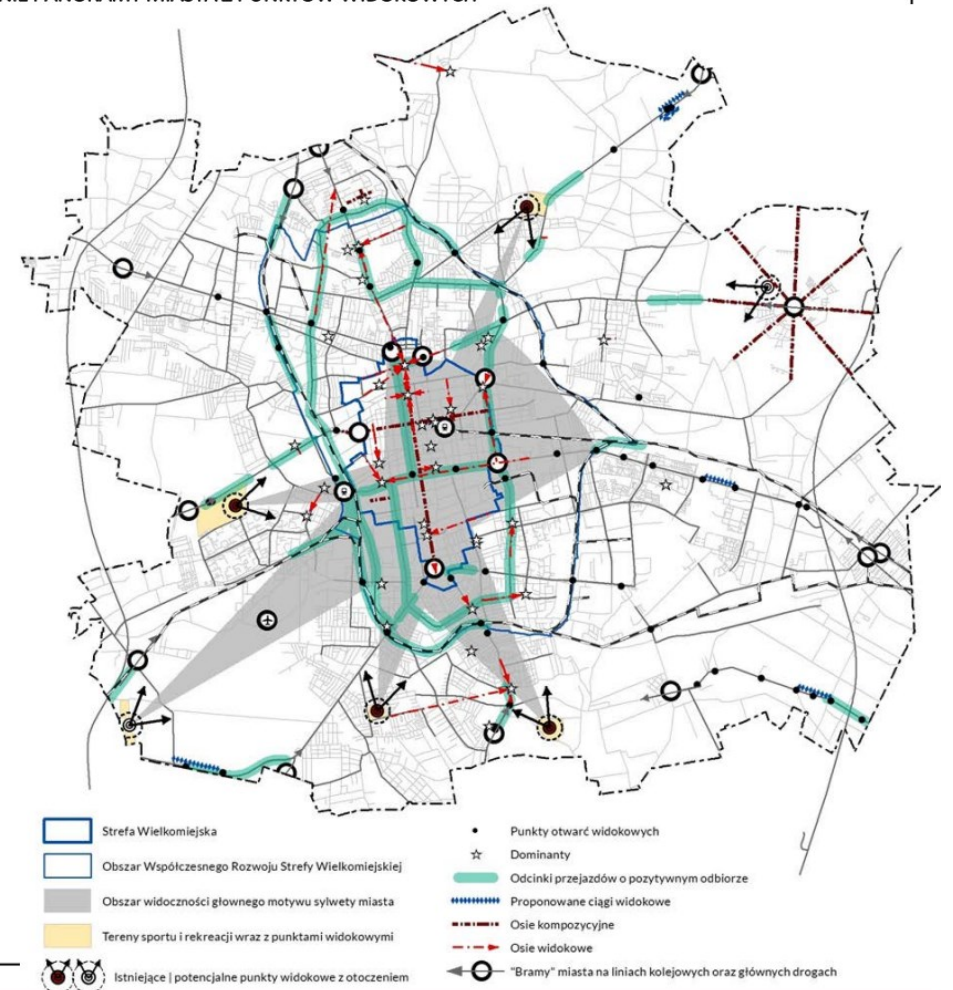 Strefa Wielkomiejska
Obszar Współczesnego Rozwoju Strefy Wielkomiejskiej
Obszar widoczności głownego motywu sylwety miasta
Tereny sportu i rekreacji wraz z punktami widokowymi
Istniejące | potencjalne punkty widokowe z otoczeniem
Punkty otwarć widokowych
Dominanty
Odcinki przejazdów o pozytywnym odbiorze
Proponowane ciągi widokowe
Osie kompozycyjne
Osie widokowe
"Bramy" miasta na liniach kolejowych oraz głównych drogach